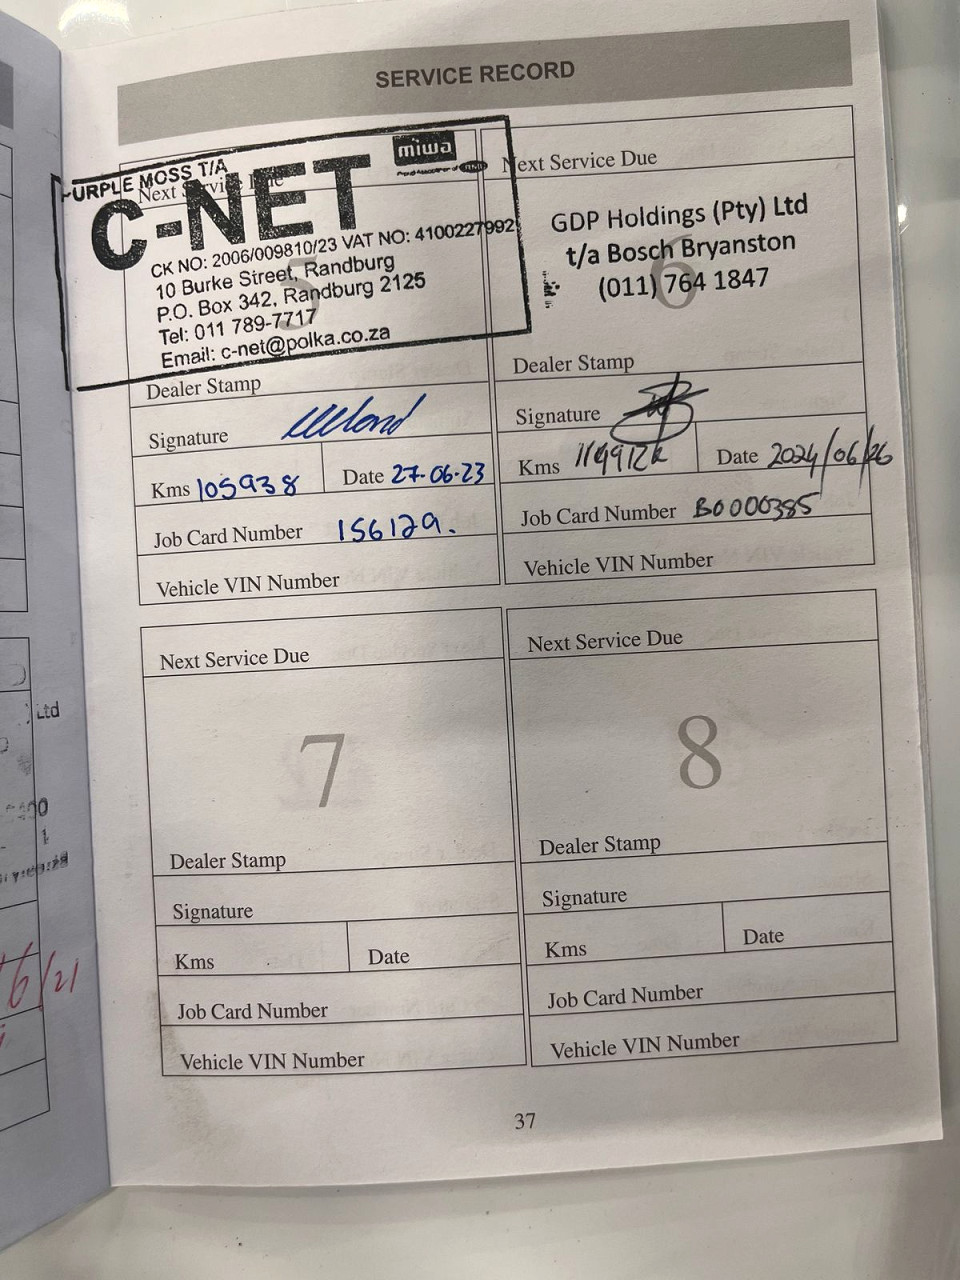 SERVICE RECORD
Next Service Due
PURPLE MOSS T/A
miwa
C-NET
CK NO: 2006/009810/23 VAT NO: 4100227992
10 Burke Street, Randburg
P.O. Box 342, Randburg 2125
Tel: 011 789-7717
Email: c-net@polka.co.za
5
Dealer Stamp
Signature
Kms 105938 Date 27-06-23
Job Card Number 156129.
Vehicle VIN Number
Next Service Due
GDP Holdings (Pty) Ltd
t/a Bosch Bryanston
(011) 764 1847
6
Dealer Stamp
Signature
Kms Date 2024/06/26
Job Card Number B0000385
Vehicle VIN Number
Next Service Due
7
Dealer Stamp
Signature
Kms Date
Job Card Number
Vehicle VIN Number
Next Service Due
8
Dealer Stamp
Signature
Kms Date
Job Card Number
Vehicle VIN Number
37
Ltd
6/21